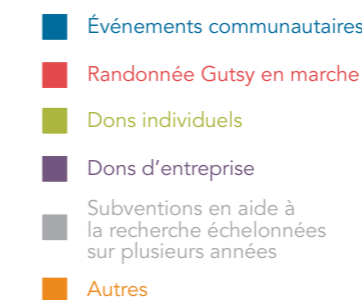 Événements communautaires
Randonnée Gutsy en marche
Dons individuels
Dons d’entreprise
Subventions en aide à
la recherche échelonnées
sur plusieurs années
Autres